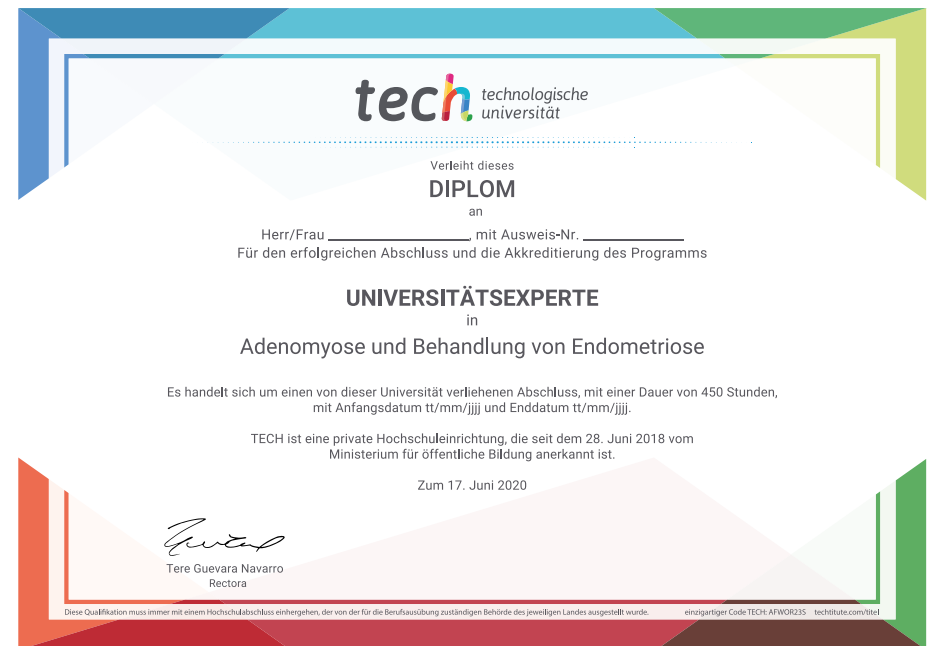 tech technologische
universität
Verleiht dieses
DIPLOM
an
Herr/Frau ____________________, mit Ausweis-Nr. ______________
Für den erfolgreichen Abschluss und die Akkreditierung des Programms
UNIVERSITÄTSEXPERTE
in
Adenomyose und Behandlung von Endometriose
Es handelt sich um einen von dieser Universität verliehenen Abschluss, mit einer Dauer von 450 Stunden,
mit Anfangsdatum tt/mm/jjjj und Enddatum tt/mm/jjjj.
TECH ist eine private Hochschuleinrichtung, die seit dem 28. Juni 2018 vom
Ministerium für öffentliche Bildung anerkannt ist.
Zum 17. Juni 2020
Tere Guevara Navarro
Rectora
Diese Qualifikation muss immer mit einem Hochschulabschluss einhergehen, der von der für die Berufsausübung zuständigen Behörde des jeweiligen Landes ausgestellt wurde. einzigartiger Code TECH: AFWOR23S techtitute.com/titel